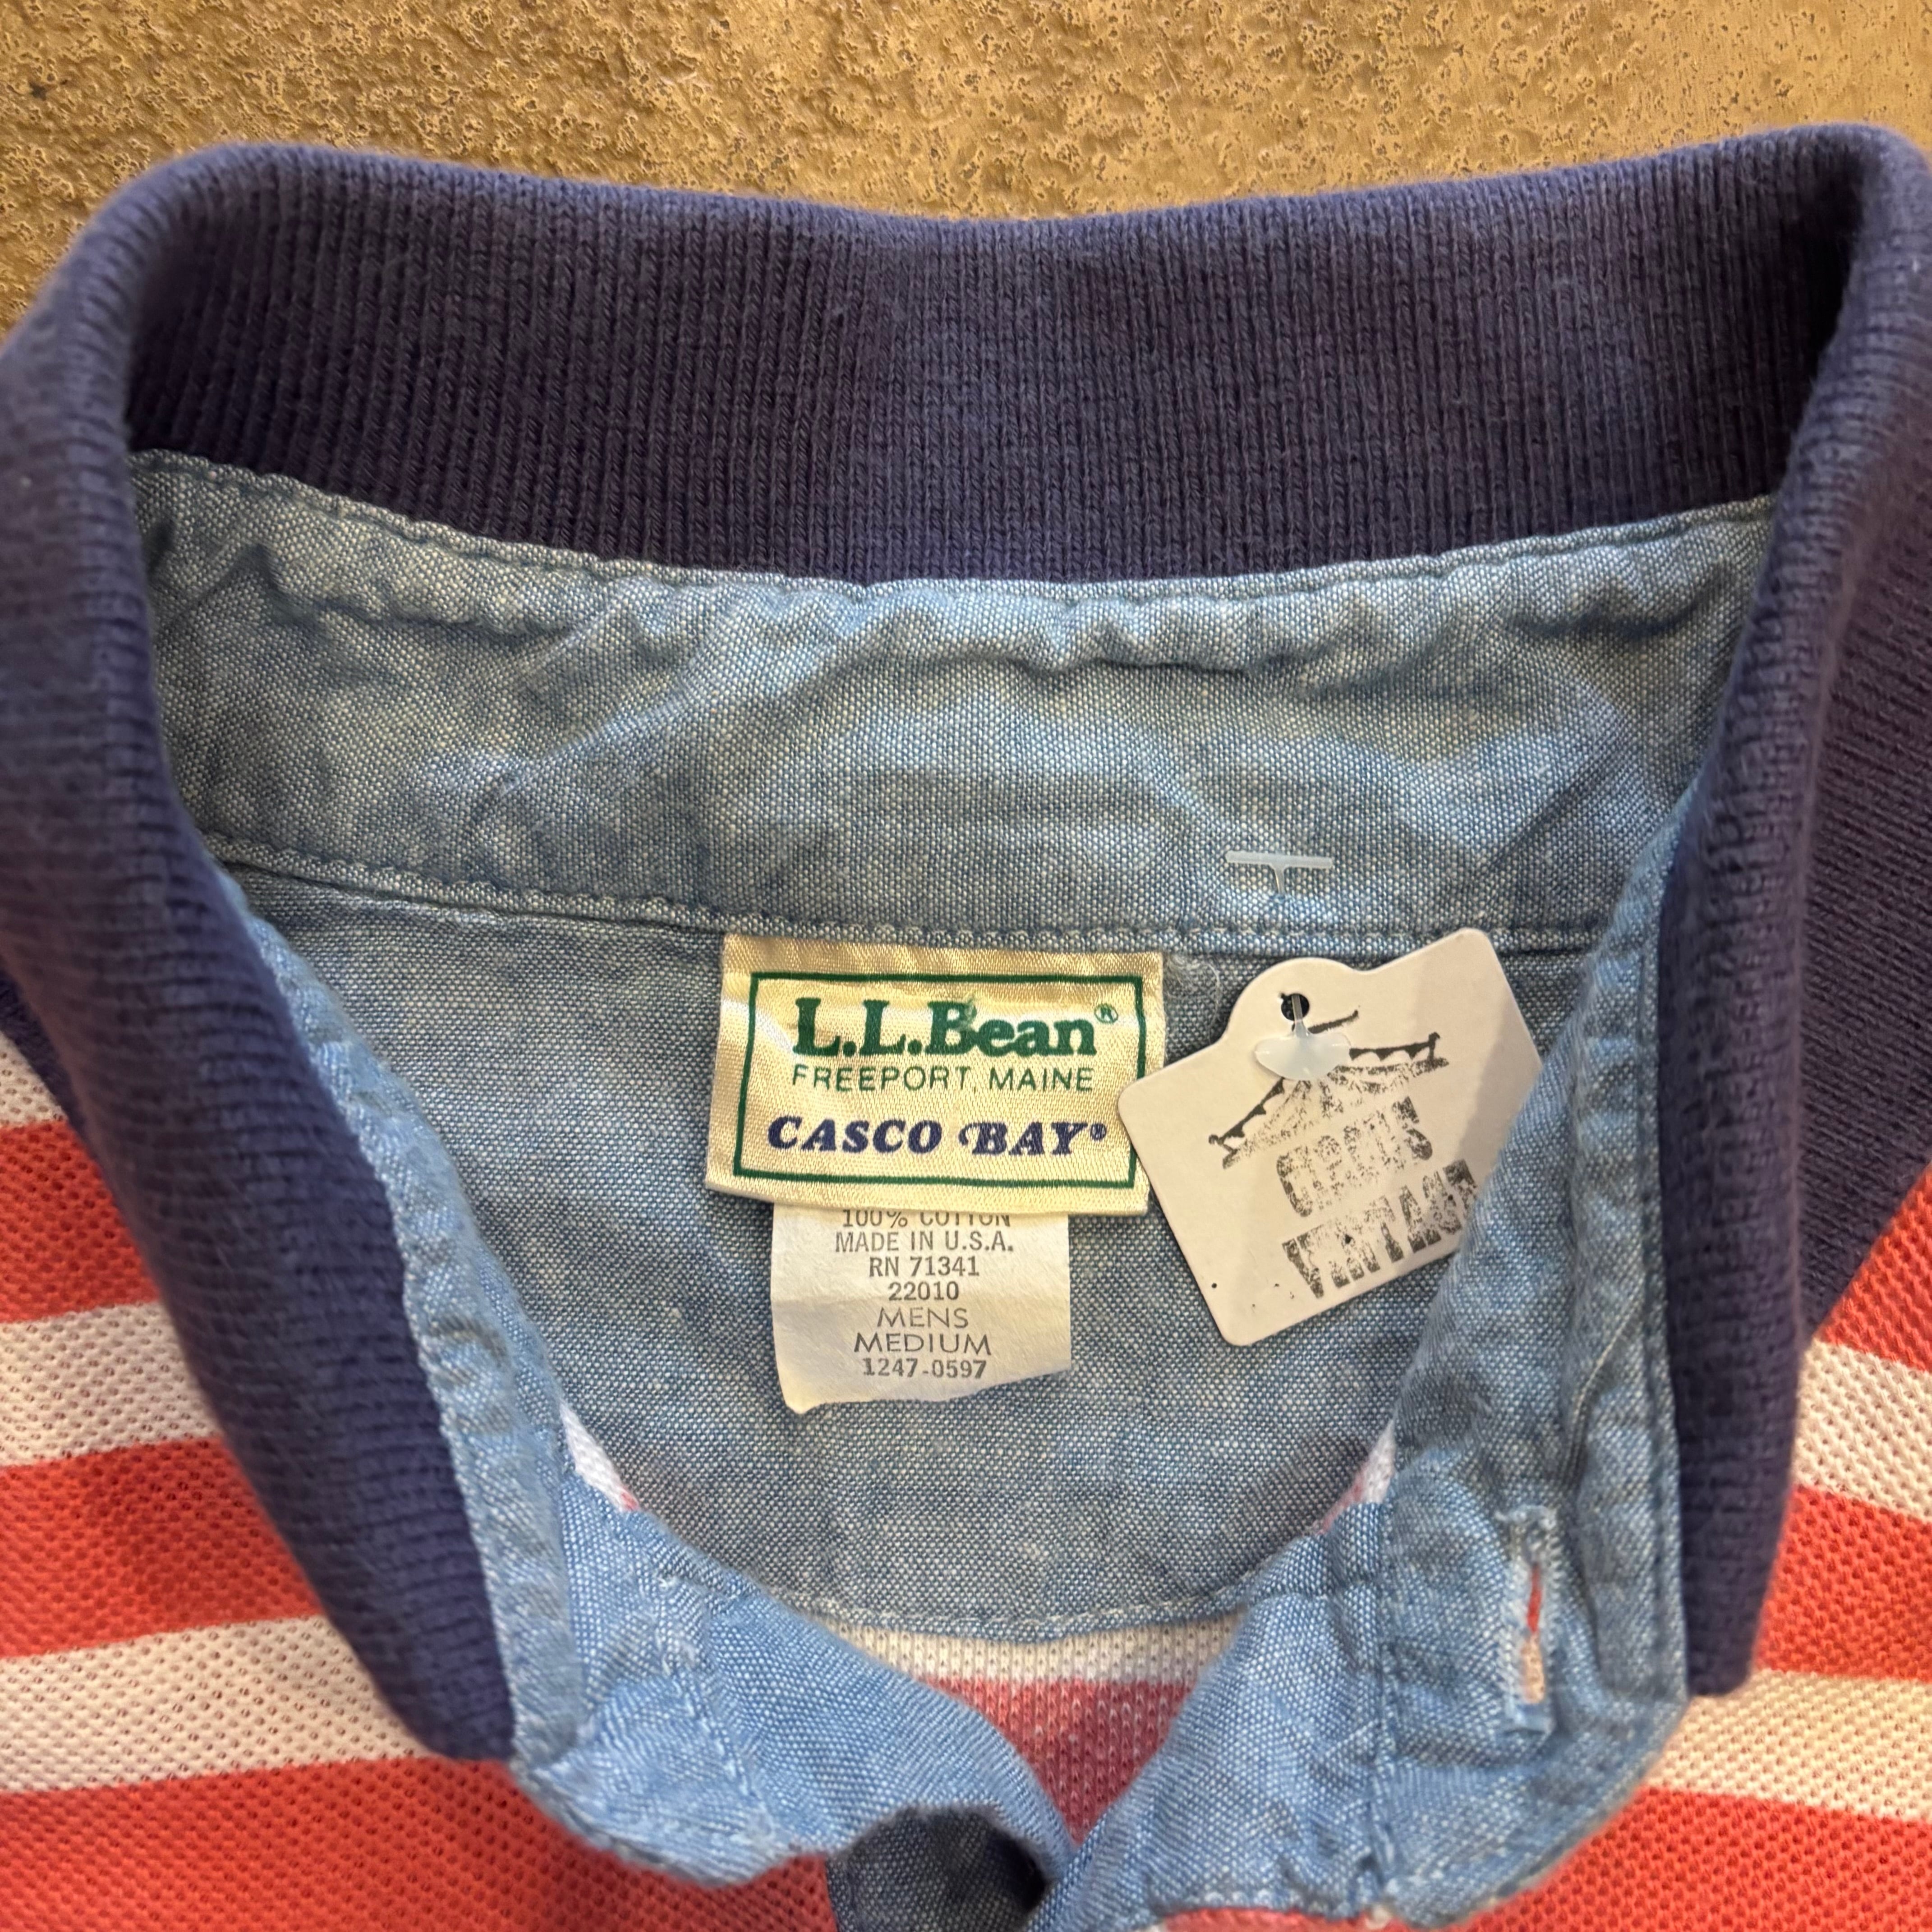 L.L.Bean®
FREEPORT, MAINE
CASCO BAY®
100% COTTON
MADE IN U.S.A.
RN 71341
22010
MENS
MEDIUM
1247-0597
VINTAGE